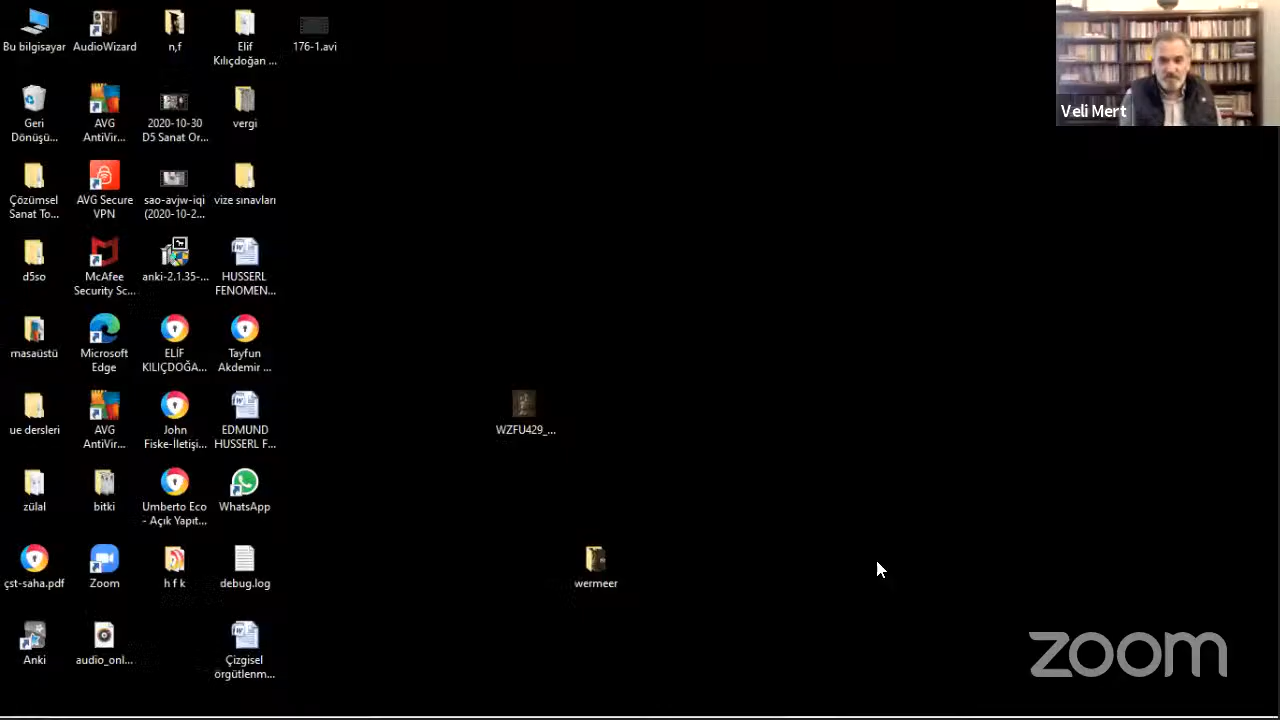 Bu bilgisayar
AudioWizard
n,f
Elif
Kılıçdoğan ...
176-1.avi
Veli Mert
Geri
Dönüşü...
AVG
AntiVir...
2020-10-30
D5 Sanat Or...
vergi
Çözümsel
Sanat To...
AVG Secure
VPN
sao-avjw-iqi
(2020-10-2...
vize sınavları
d5so
McAfee
Security Sc...
anki-2.1.35-...
HUSSERL
FENOMEN...
masaüstü
Microsoft
Edge
ELİF
KILIÇDOĞA...
Tayfun
Akdemir ...
ue dersleri
AVG
AntiVir...
John
Fiske-İletişi...
EDMUND
HUSSERL F...
WZFU429_...
zülal
bitki
Umberto Eco
- Açık Yapıt...
WhatsApp
çst-saha.pdf
Zoom
h f k
debug.log
wermeer
Anki
audio_onl...
Çizgisel
örgütlenm...
zoom